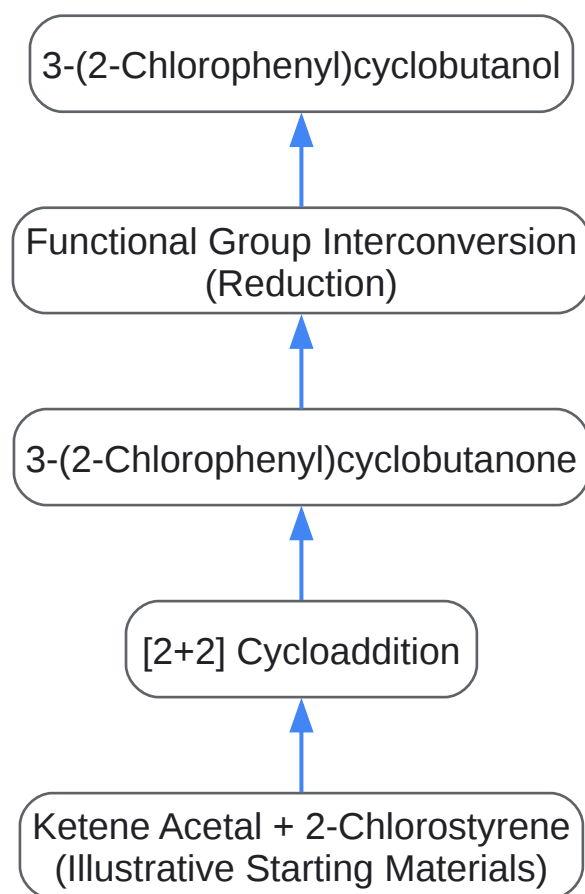 3-(2-Chlorophenyl)cyclobutanol
Functional Group Interconversion
(Reduction)
3-(2-Chlorophenyl)cyclobutanone
[2+2] Cycloaddition
Ketene Acetal + 2-Chlorostyrene
(Illustrative Starting Materials)